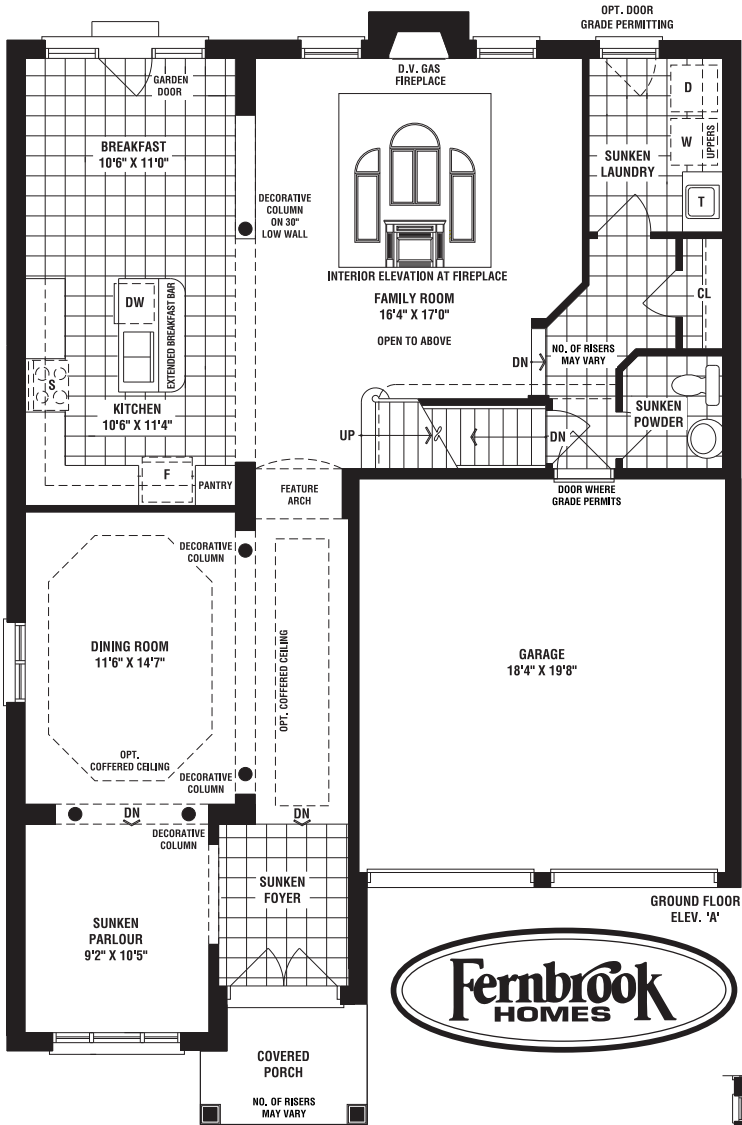 OPT. DOOR
GRADE PERMITTING
D.V. GAS
FIREPLACE
GARDEN
DOOR
D
W
UPPERS
T
BREAKFAST
10'6" X 11'0"
SUNKEN
LAUNDRY
DECORATIVE
COLUMN
ON 30"
LOW WALL
INTERIOR ELEVATION AT FIREPLACE
FAMILY ROOM
16'4" X 17'0"
OPEN TO ABOVE
CL
DW
EXTENDED BREAKFAST BAR
S
KITCHEN
10'6" X 11'4"
DN
NO. OF RISERS
MAY VARY
SUNKEN
POWDER
UP
DN
F
PANTRY
FEATURE
ARCH
DOOR WHERE
GRADE PERMITS
DECORATIVE
COLUMN
DINING ROOM
11'6" X 14'7"
OPT. COFFERED CEILING
GARAGE
18'4" X 19'8"
OPT.
COFFERED CEILING
DECORATIVE
COLUMN
DN
DN
DECORATIVE
COLUMN
SUNKEN
FOYER
SUNKEN
PARLOUR
9'2" X 10'5"
GROUND FLOOR
ELEV. 'A'
Fernbrook
HOMES
COVERED
PORCH
NO. OF RISERS
MAY VARY